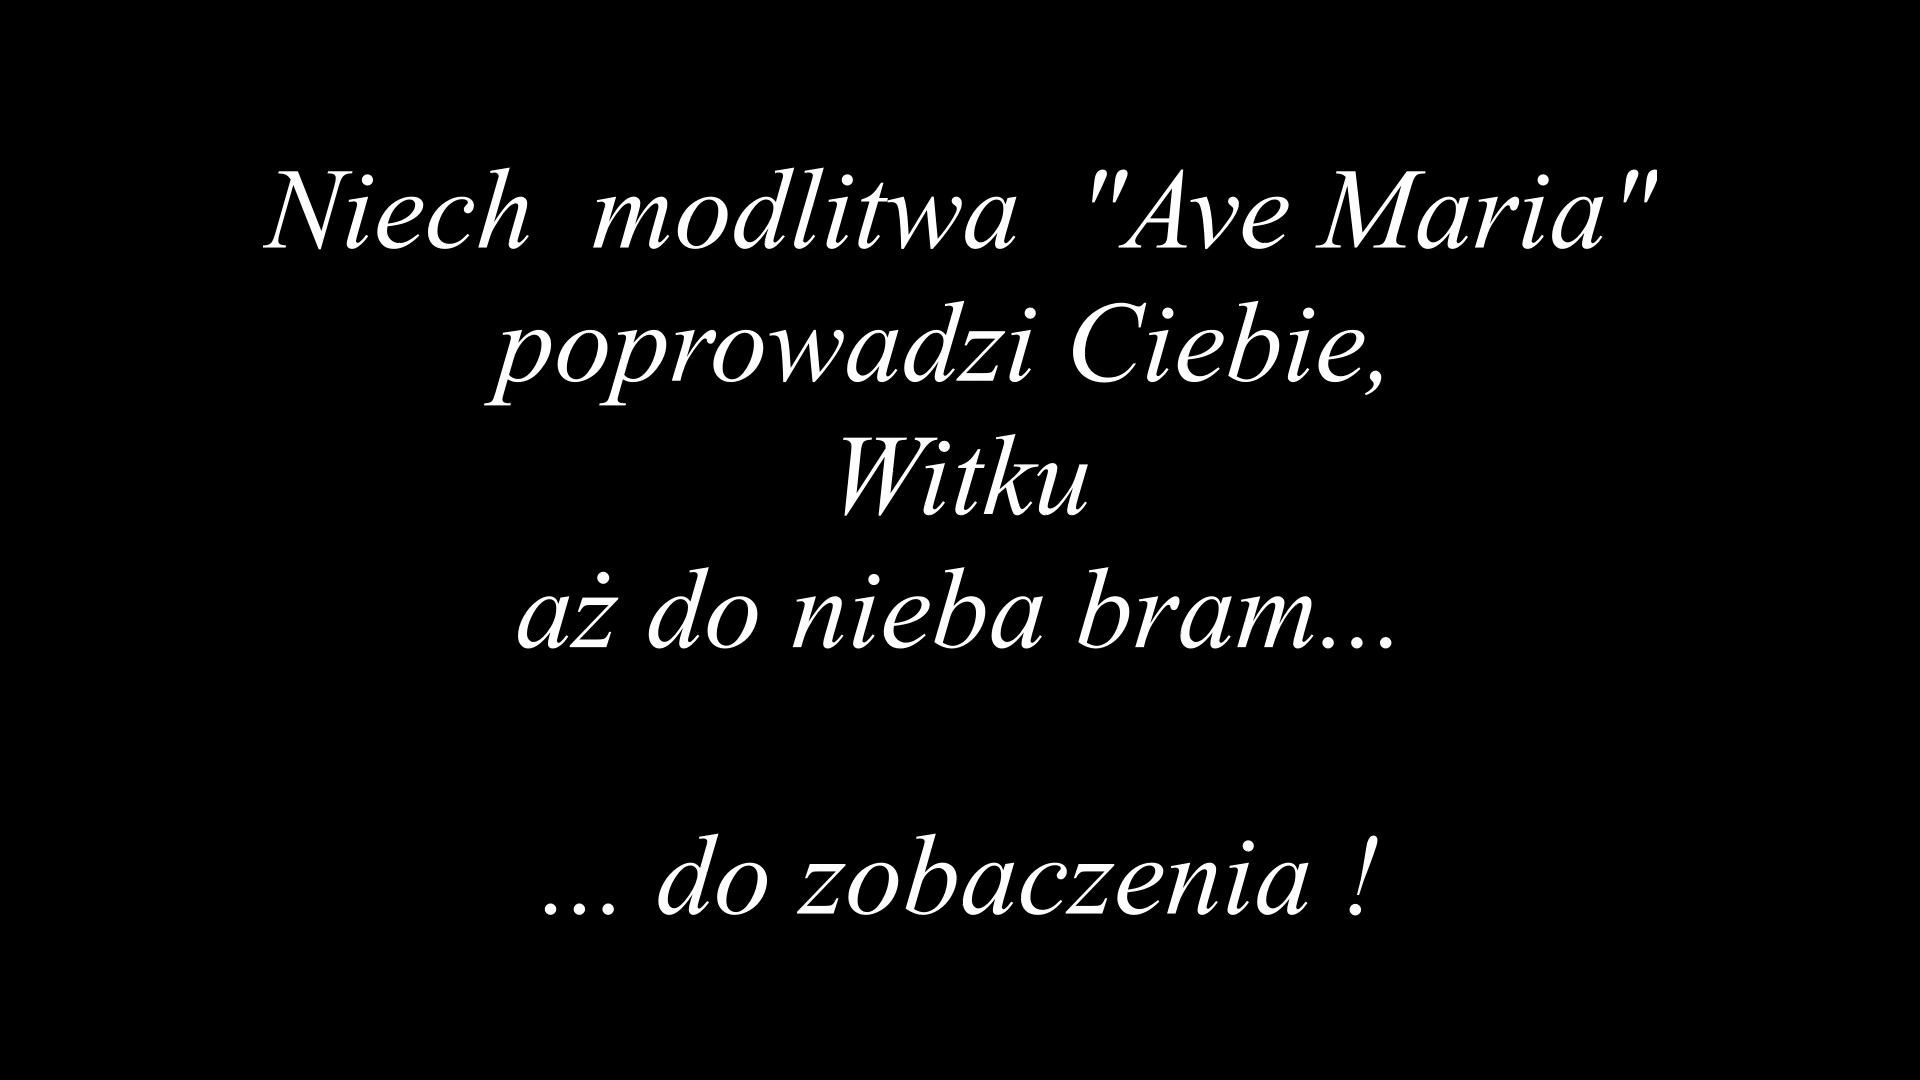 Niech modlitwa "Ave Maria"
poprowadzi Ciebie,
Witku
aż do nieba bram...
... do zobaczenia !